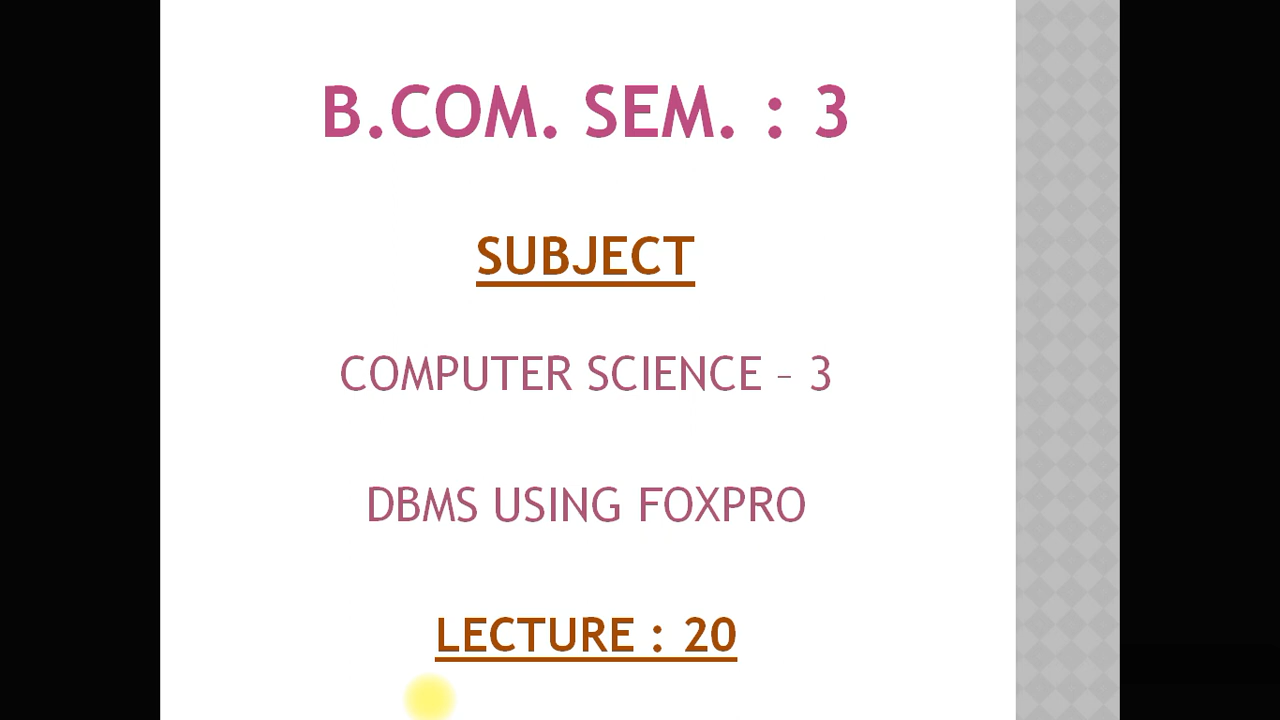 B.COM. SEM. : 3
SUBJECT
COMPUTER SCIENCE – 3
DBMS USING FOXPRO
LECTURE : 20